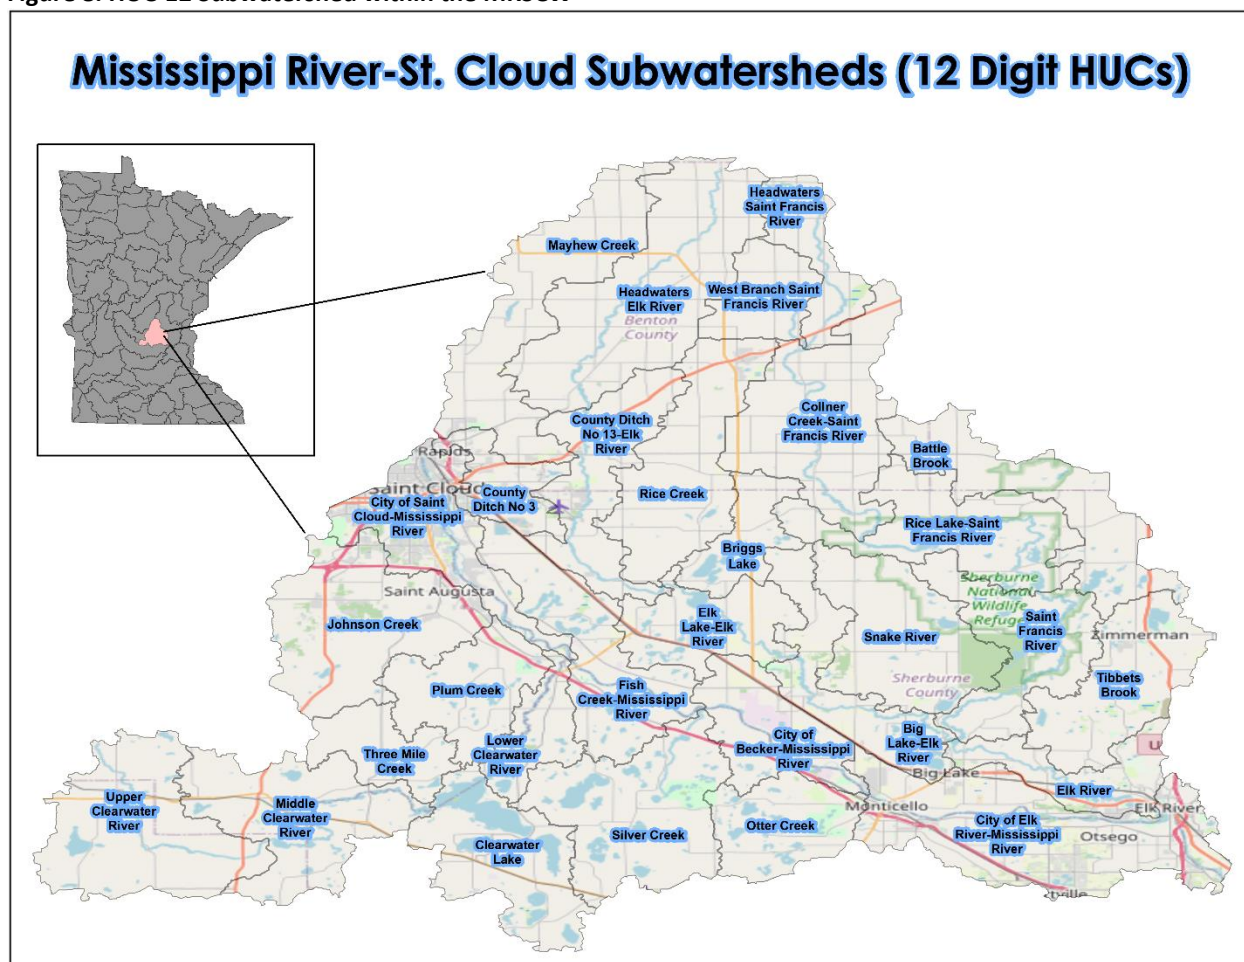 Mississippi River-St. Cloud Subwatersheds (12 Digit HUCs)
Headwaters
Saint Francis
River
Mayhew Creek
Headwaters
Elk River
West Branch Saint
Francis River
Benton
County
County Ditch
No 13-Elk
River
Collner
Creek-Saint
Francis River
Battle
Brook
Rapids
Saint Cloud
City of Saint
Cloud-Mississippi
River
County
Ditch No 3
Rice Creek
Rice Lake-Saint
Francis River
Briggs
Lake
Saint Augusta
Johnson Creek
Elk
Lake-Elk
River
Sherburne
National
Wildlife
Refuge
Snake River
Saint
Francis
River
Zimmerman
Sherburne
County
Tibbets
Brook
Plum Creek
Fish
Creek-Mississippi
River
Three Mile
Creek
Lower
Clearwater
River
City of
Becker-Mississippi
River
Big
Lake-Elk
River
Big Lake
U
Elk River
Elk River
Upper
Clearwater
River
Middle
Clearwater
River
Monticello
Clearwater
Lake
Silver Creek
Otter Creek
City of Elk
River-Mississippi
River
Otsego